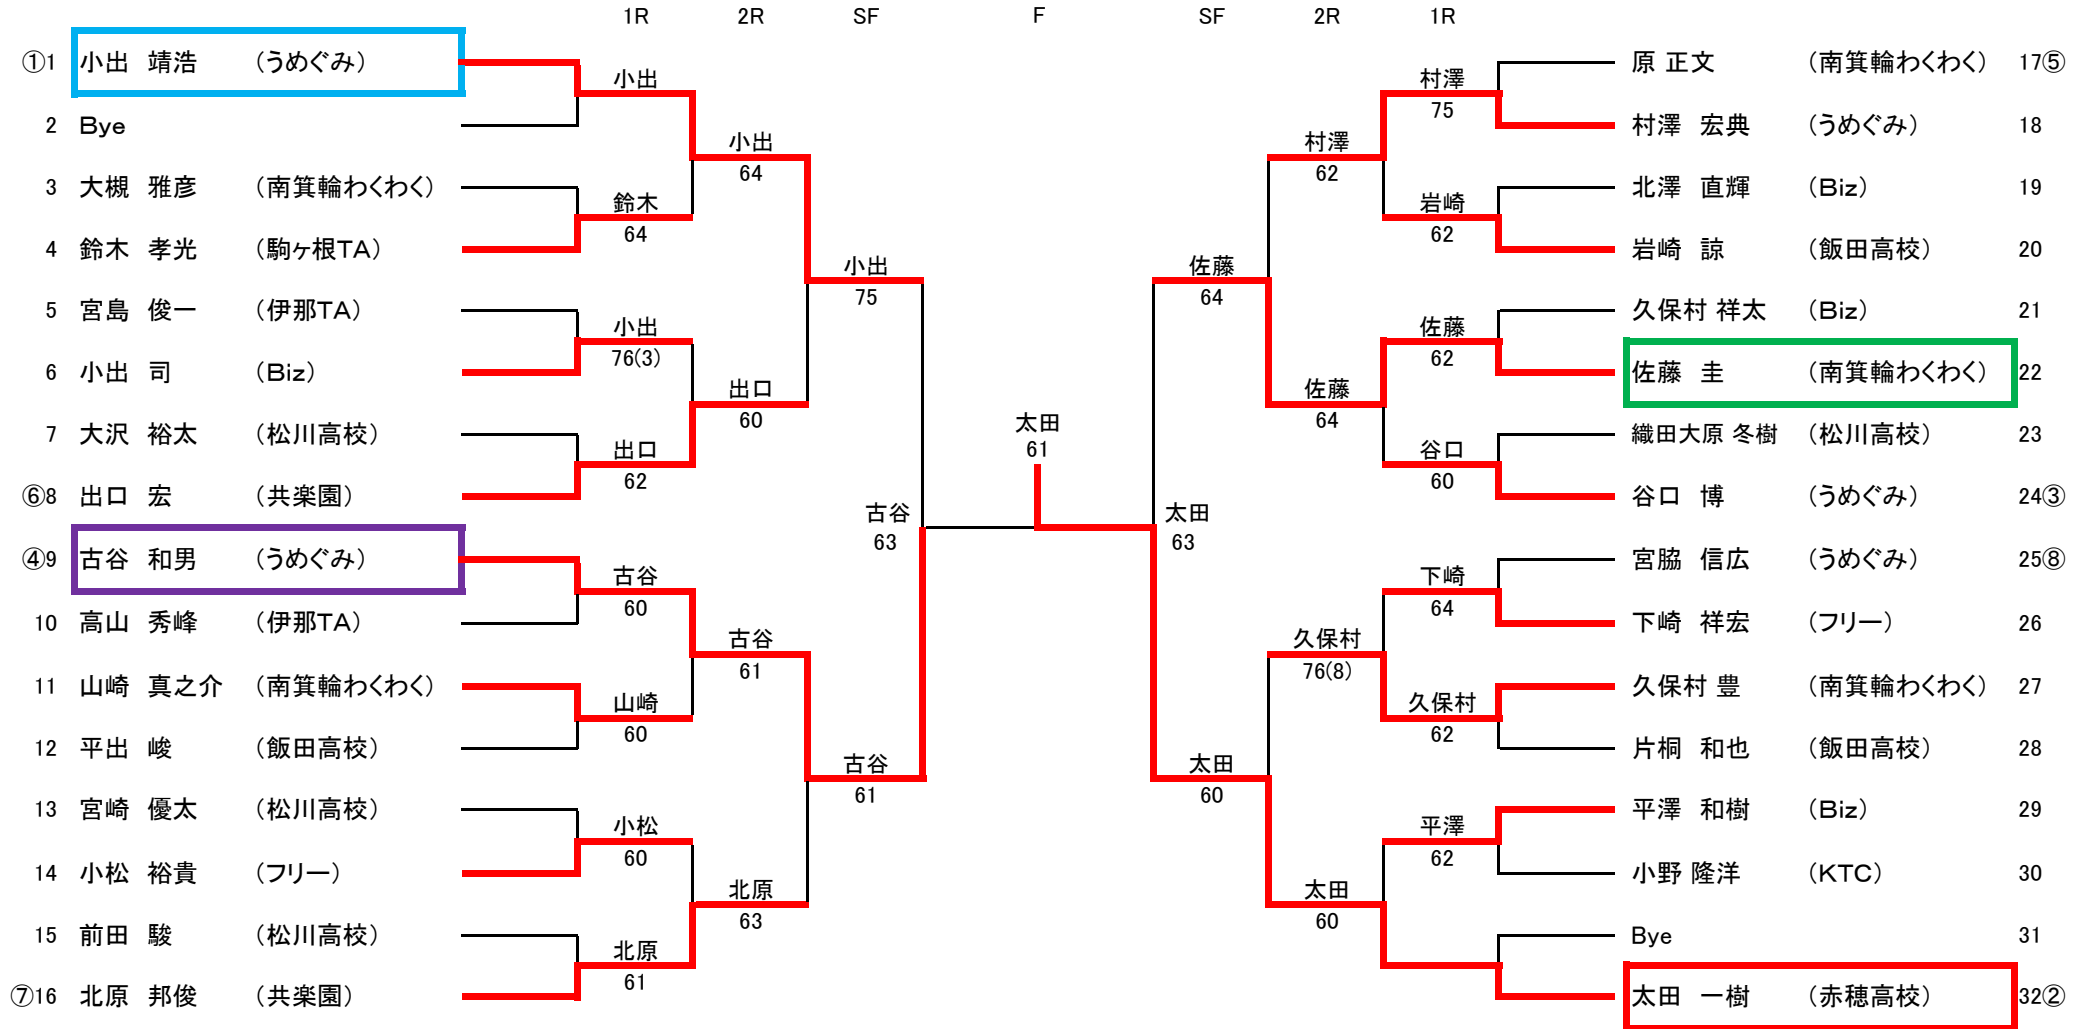 1R 2R SF F SF 2R 1R
①1 小出 靖浩 （うめぐみ）
2 Bye
3 大槻 雅彦 （南箕輪わくわく）
4 鈴木 孝光 （駒ヶ根TA）
5 宮島 俊一 （伊那TA）
6 小出 司 （Biz）
7 大沢 裕太 （松川高校）
⑥8 出口 宏 （共楽園）
④9 古谷 和男 （うめぐみ）
10 高山 秀峰 （伊那TA）
11 山崎 真之介 （南箕輪わくわく）
12 平出 峻 （飯田高校）
13 宮崎 優太 （松川高校）
14 小松 裕貴 （フリー）
15 前田 駿 （松川高校）
⑦16 北原 邦俊 （共楽園）
小出
鈴木
64
小出
76(3)
出口
62
古谷
60
山崎
60
小松
60
北原
61
小出
64
出口
60
古谷
61
北原
63
小出
75
古谷
61
古谷
63
太田
61
太田
63
佐藤
64
太田
60
村澤
62
佐藤
64
久保村
76(8)
太田
60
村澤
75
岩崎
62
佐藤
62
谷口
60
下崎
64
久保村
62
平澤
62
原 正文 （南箕輪わくわく） 17⑤
村澤 宏典 （うめぐみ） 18
北澤 直輝 （Biz） 19
岩崎 諒 （飯田高校） 20
久保村 祥太 （Biz） 21
佐藤 圭 （南箕輪わくわく） 22
織田大原 冬樹 （松川高校） 23
谷口 博 （うめぐみ） 24③
宮脇 信広 （うめぐみ） 25⑧
下崎 祥宏 （フリー） 26
久保村 豊 （南箕輪わくわく） 27
片桐 和也 （飯田高校） 28
平澤 和樹 （Biz） 29
小野 隆洋 （KTC） 30
Bye 31
太田 一樹 （赤穂高校） 32②